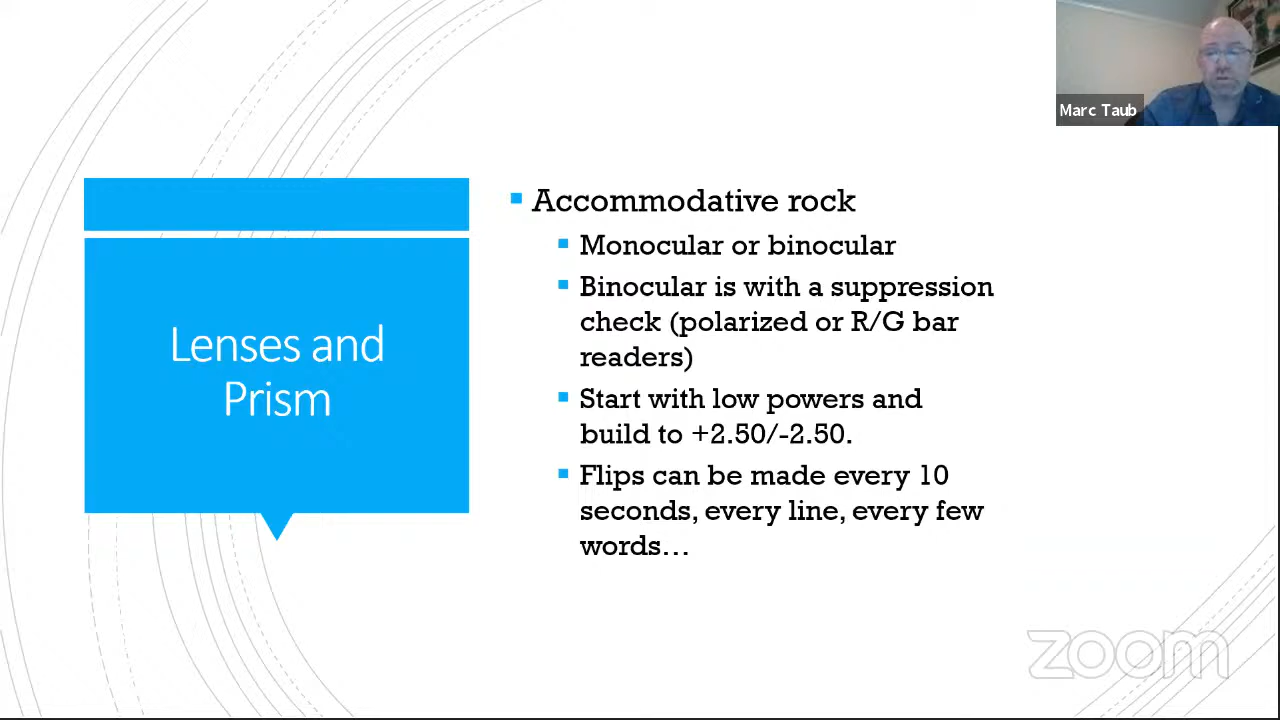 Marc Taub
Lenses and
Prism
Accommodative rock
Monocular or binocular
Binocular is with a suppression
check (polarized or R/G bar
readers)
Start with low powers and
build to +2.50/-2.50.
Flips can be made every 10
seconds, every line, every few
words…
zoom